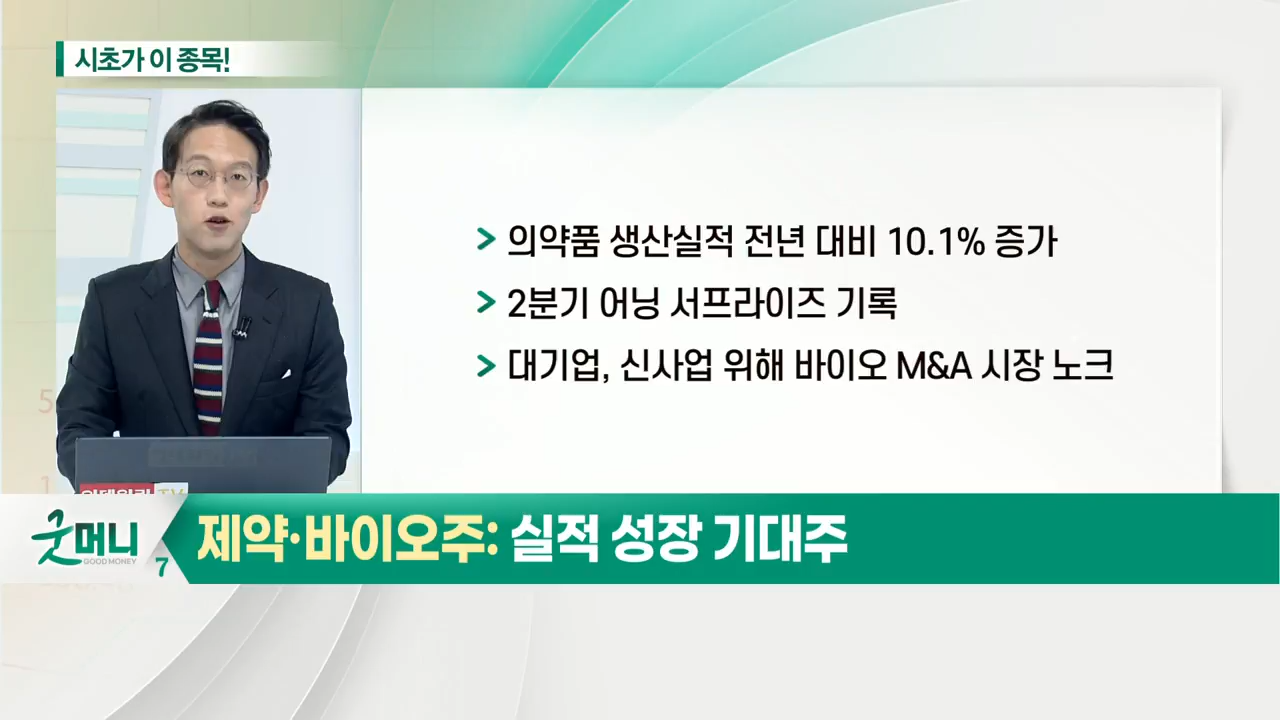 시초가 이 종목!
> 의약품 생산실적 전년 대비 10.1% 증가
> 2분기 어닝 서프라이즈 기록
> 대기업, 신사업 위해 바이오 M&A 시장 노크
굿머니
GOOD MONEY
7
제약·바이오주: 실적 성장 기대주